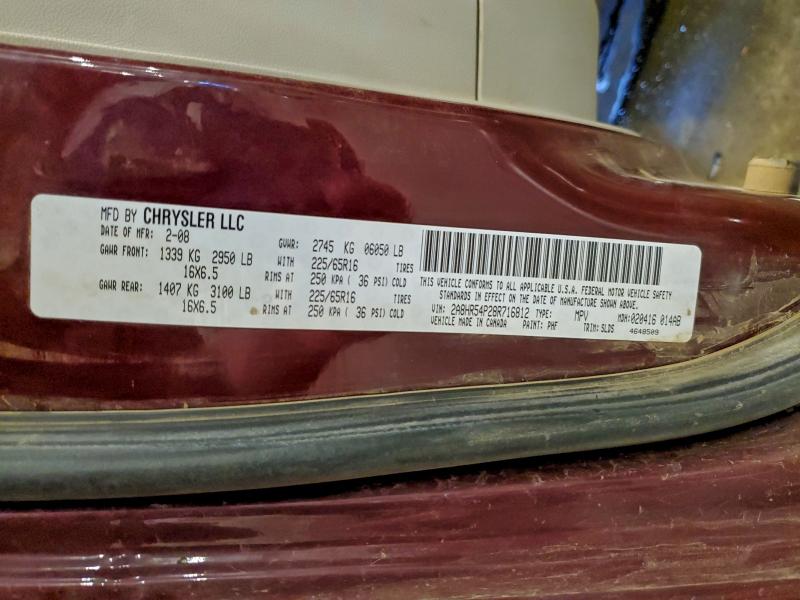 MFD BY CHRYSLER LLC
DATE OF MFR: 2-08 GVWR: 2745 KG 06050 LB
GAWR FRONT: 1339 KG 2950 LB WITH 225/65R16 TIRES
16X6.5 RIMS AT 250 KPA ( 36 PSI) COLD
GAWR REAR: 1407 KG 3100 LB WITH 225/65R16 TIRES
16X6.5 RIMS AT 250 KPA ( 36 PSI) COLD
THIS VEHICLE CONFORMS TO ALL APPLICABLE U.S.A. FEDERAL MOTOR VEHICLE SAFETY
STANDARDS IN EFFECT ON THE DATE OF MANUFACTURE SHOWN ABOVE.
VIN: 2A8HR54P28R716812 TYPE: MPV MDH:020416 014AB
VEHICLE MADE IN CANADA PAINT: PHF TRIM: SLDS 4648509